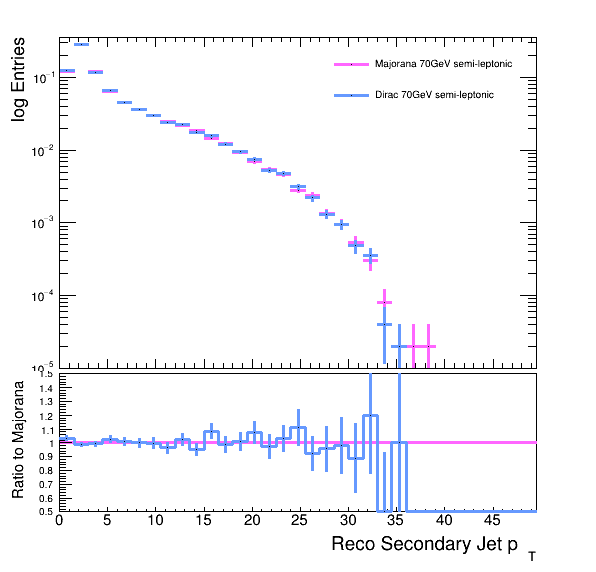 log Entries
Majorana 70GeV semi-leptonic
Dirac 70GeV semi-leptonic
10⁻¹
10⁻²
10⁻³
10⁻⁴
10⁻⁵
Ratio to Majorana
1.5
1.4
1.3
1.2
1.1
1
0.9
0.8
0.7
0.6
0.5
0 5 10 15 20 25 30 35 40 45
Reco Secondary Jet p_T